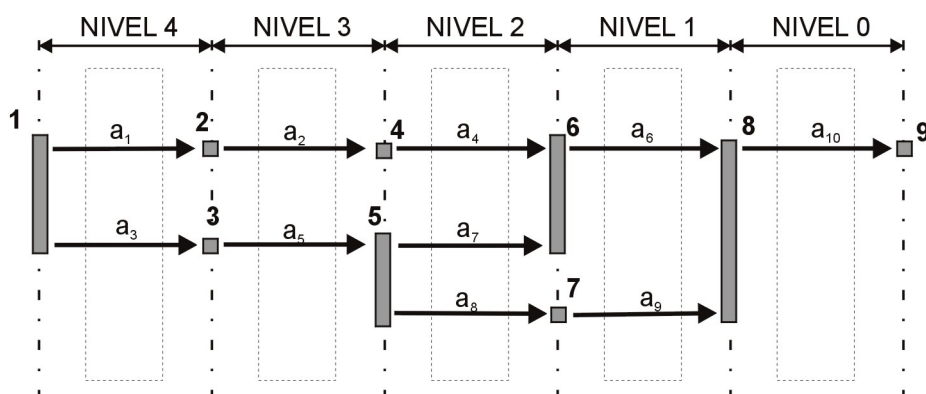 NIVEL 4 NIVEL 3 NIVEL 2 NIVEL 1 NIVEL 0
1 a₁ 2 a₂ 4 a₄ 6 a₆ 8 a₁₀ 9
a₃ 3 a₅ 5 a₇
a₈ 7 a₉